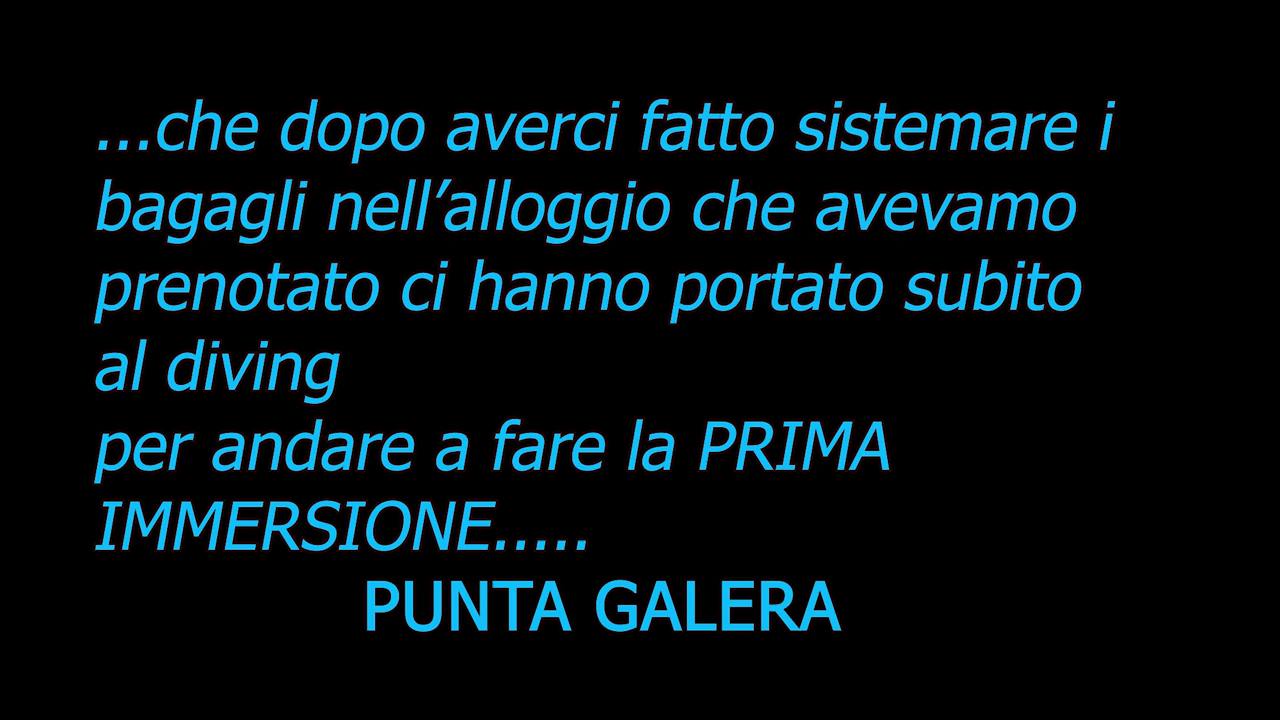 ...che dopo averci fatto sistemare i
bagagli nell’alloggio che avevamo
prenotato ci hanno portato subito
al diving
per andare a fare la PRIMA
IMMERSIONE.....
PUNTA GALERA